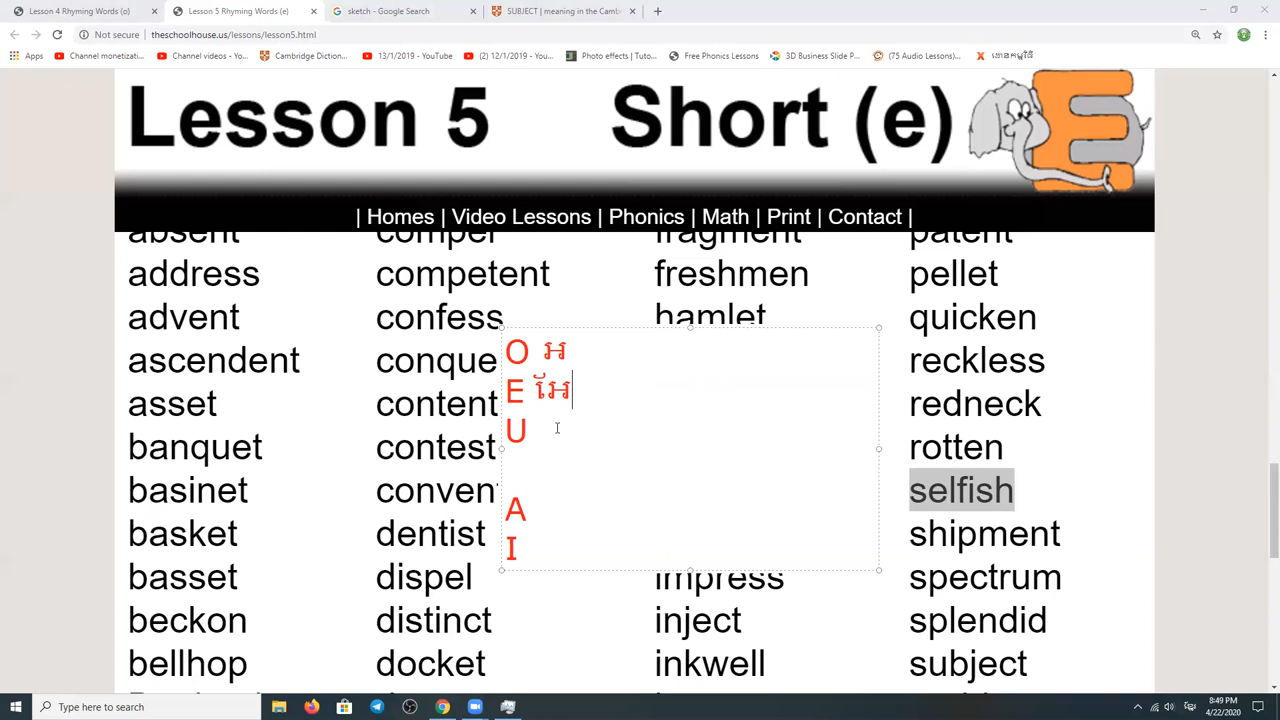 Lesson 4 Rhyming Words (o)
Lesson 5 Rhyming Words (e)
sketch - Google Search
SUBJECT | meaning in the Camb
Not secure | theschoolhouse.us/lessons/lesson5.html
Apps
Channel monetizati...
Channel videos - Yo...
Cambridge Diction...
13/1/2019 - YouTube
(2) 12/1/2019 - YouT...
Photo effects | Tuto...
Free Phonics Lessons
3D Business Slide P...
(75 Audio Lessons)...
Lesson 5 Short (e)
E
| Homes | Video Lessons | Phonics | Math | Print | Contact |
absent compel fragment patent
address competent freshmen pellet
advent confess hamlet quicken
ascendent conque reckless
asset content redneck
banquet contest rotten
basinet conven selfish
basket dentist shipment
basset dispel impress spectrum
beckon distinct inject splendid
bellhop docket inkwell subject
O អ
E អែ
U
A
I
Type here to search
8:49 PM
4/22/2020